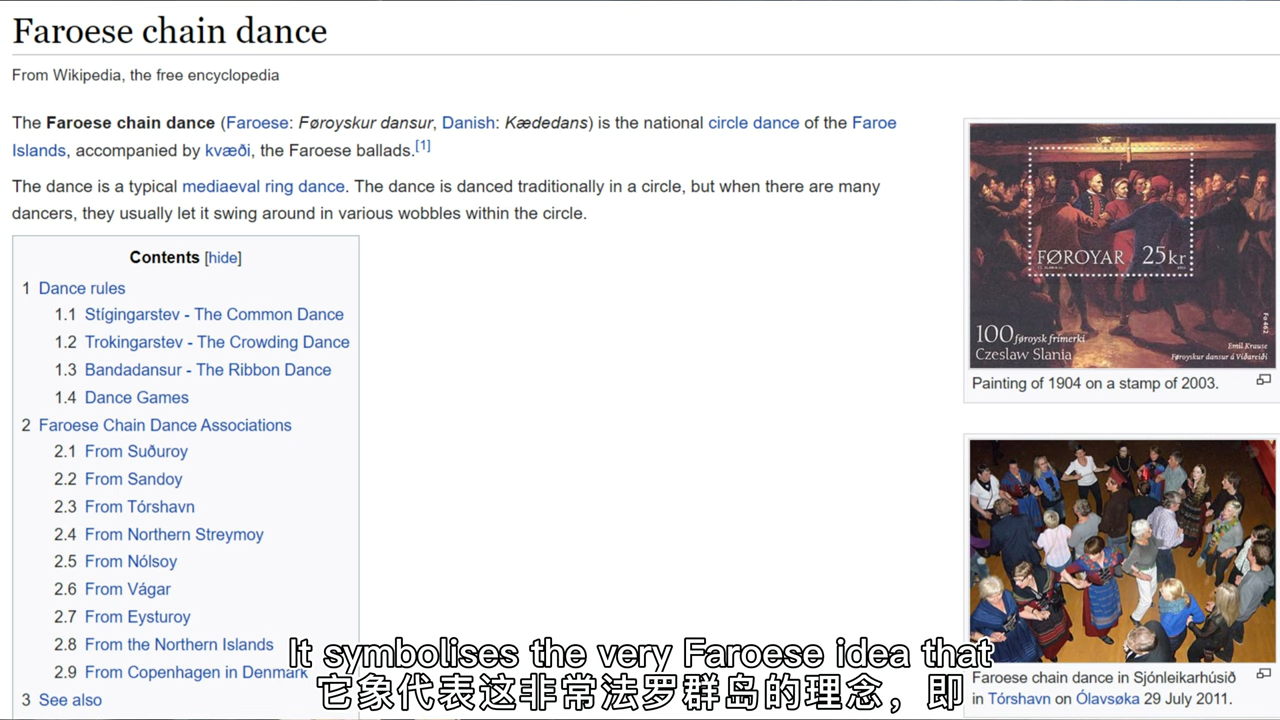 Faroese chain dance
From Wikipedia, the free encyclopedia
The Faroese chain dance (Faroese: Føroyskur dansur, Danish: Kædedans) is the national circle dance of the Faroe
Islands, accompanied by kvæði, the Faroese ballads.[1]
The dance is a typical mediaeval ring dance. The dance is danced traditionally in a circle, but when there are many
dancers, they usually let it swing around in various wobbles within the circle.
Contents [hide]
1 Dance rules
1.1 Stígingarstev - The Common Dance
1.2 Trokingarstev - The Crowding Dance
1.3 Bandadansur - The Ribbon Dance
1.4 Dance Games
2 Faroese Chain Dance Associations
2.1 From Suðuroy
2.2 From Sandoy
2.3 From Tórshavn
2.4 From Northern Streymoy
2.5 From Nólsoy
2.6 From Vágar
2.7 From Eysturoy
2.8 From the Northern Islands
2.9 From Copenhagen in Denmark
3 See also
FØROYAR 25kr
100 føroysk frímerki
Czeslaw Slania
Emil Krause
Føroyskur dansur á Viðareiði
Painting of 1904 on a stamp of 2003.
Faroese chain dance in Sjónleikarhúsið
in Tórshavn on Ólavsøka 29 July 2011.
It symbolises the very Faroese idea that
它象代表这非常法罗群岛的理念，即